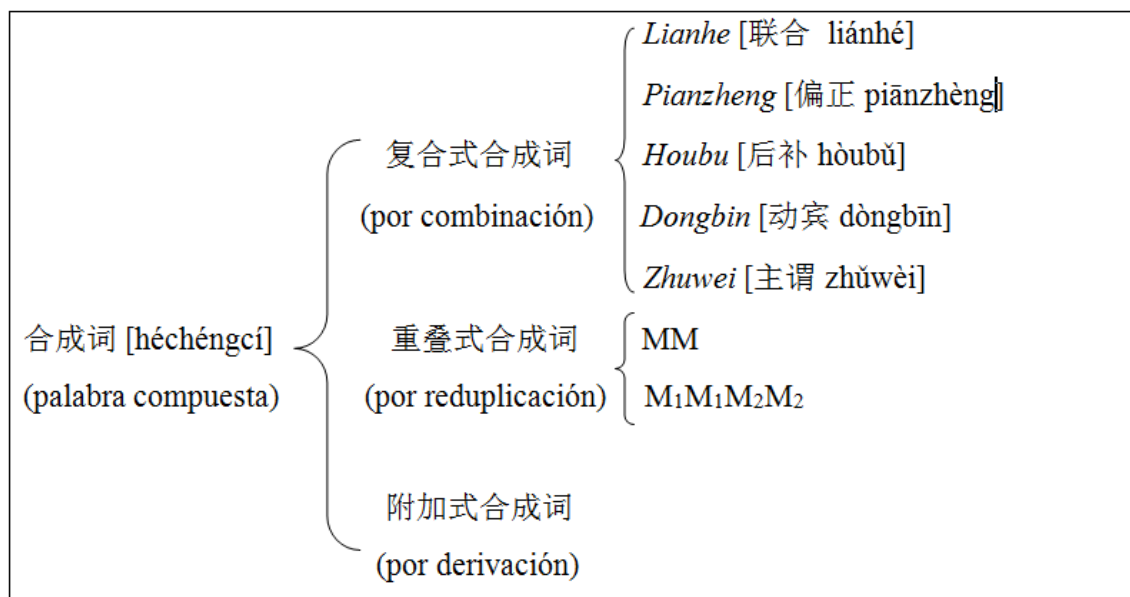 Lianhe [联合 liánhé]
Pianzheng [偏正 piānzhèng]
复合式合成词
Houbu [后补 hòubǔ]
(por combinación)
Dongbin [动宾 dòngbīn]
Zhuwei [主谓 zhǔwèi]
合成词 [héchéngcí]
重叠式合成词
MM
(palabra compuesta)
(por reduplicación)
M₁M₁M₂M₂
附加式合成词
(por derivación)